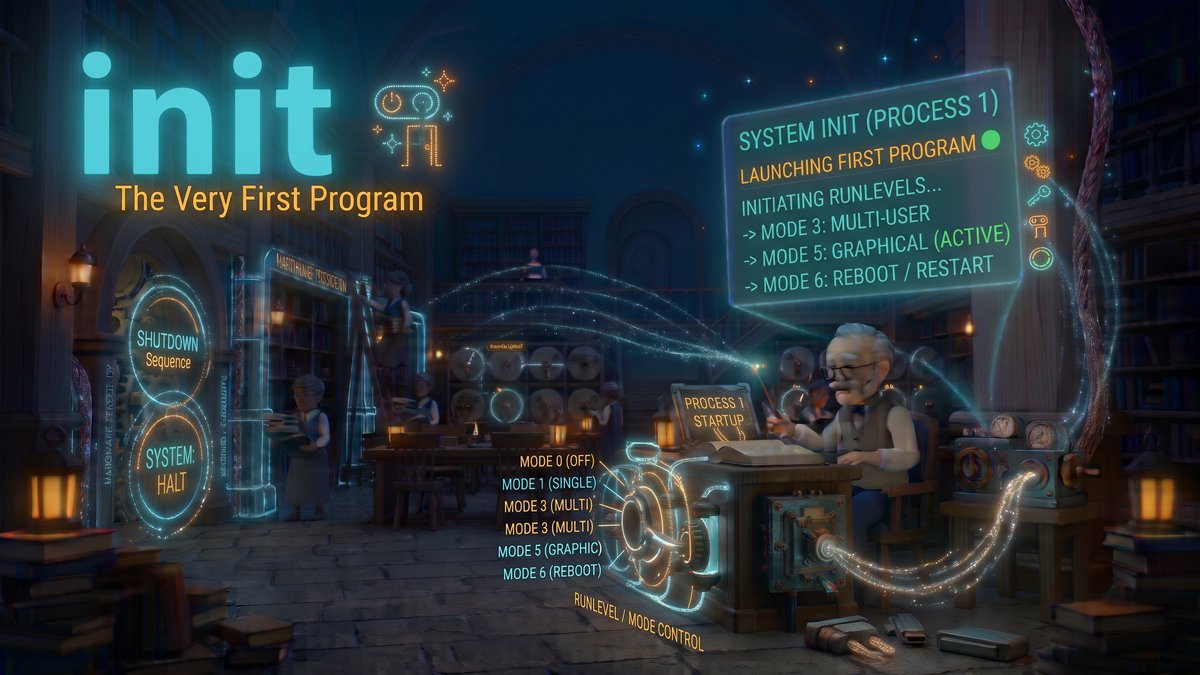 init
The Very First Program
SYSTEM INIT (PROCESS 1)
LAUNCHING FIRST PROGRAM
INITIATING RUNLEVELS...
-> MODE 3: MULTI-USER
-> MODE 5: GRAPHICAL (ACTIVE)
-> MODE 6: REBOOT / RESTART
SHUTDOWN
Sequence
SYSTEM:
HALT
PROCESS 1
STARTUP
MODE 0 (OFF)
MODE 1 (SINGLE)
MODE 3 (MULTI)
MODE 3 (MULTI)
MODE 5 (GRAPHIC)
MODE 6 (REBOOT)
RUNLEVEL / MODE CONTROL